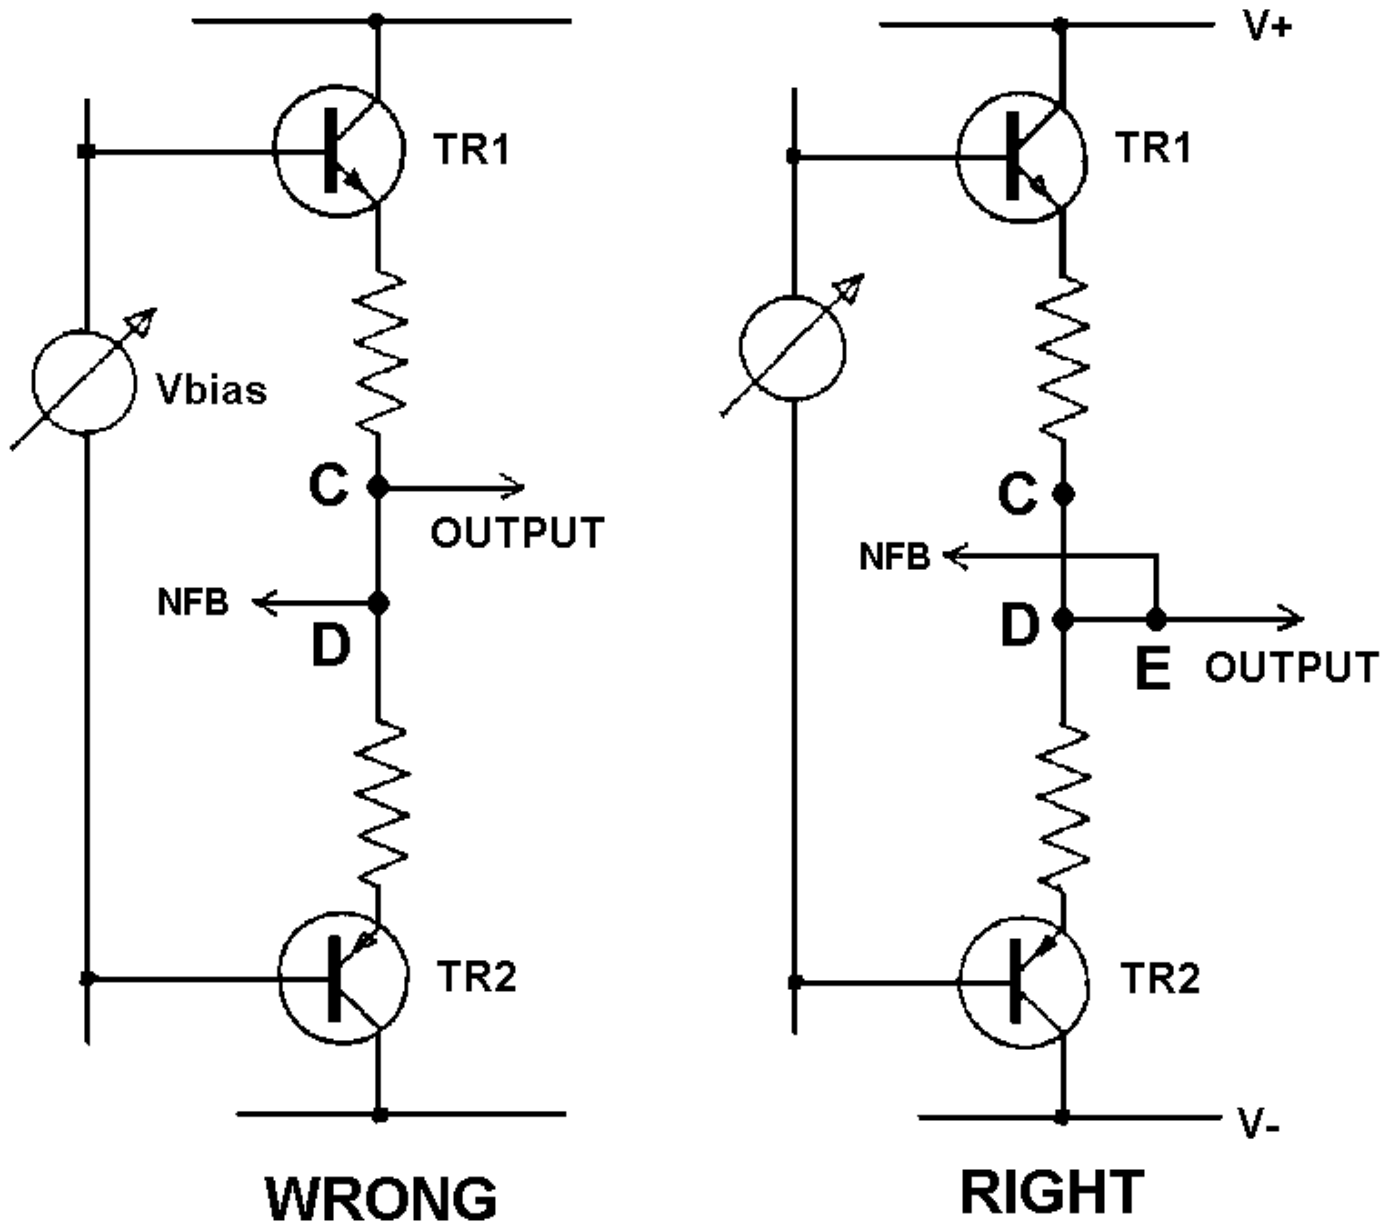 V+
TR1
TR1
Vbias
C
OUTPUT
C
NFB
NFB
D
D
E
OUTPUT
TR2
TR2
V-
WRONG
RIGHT